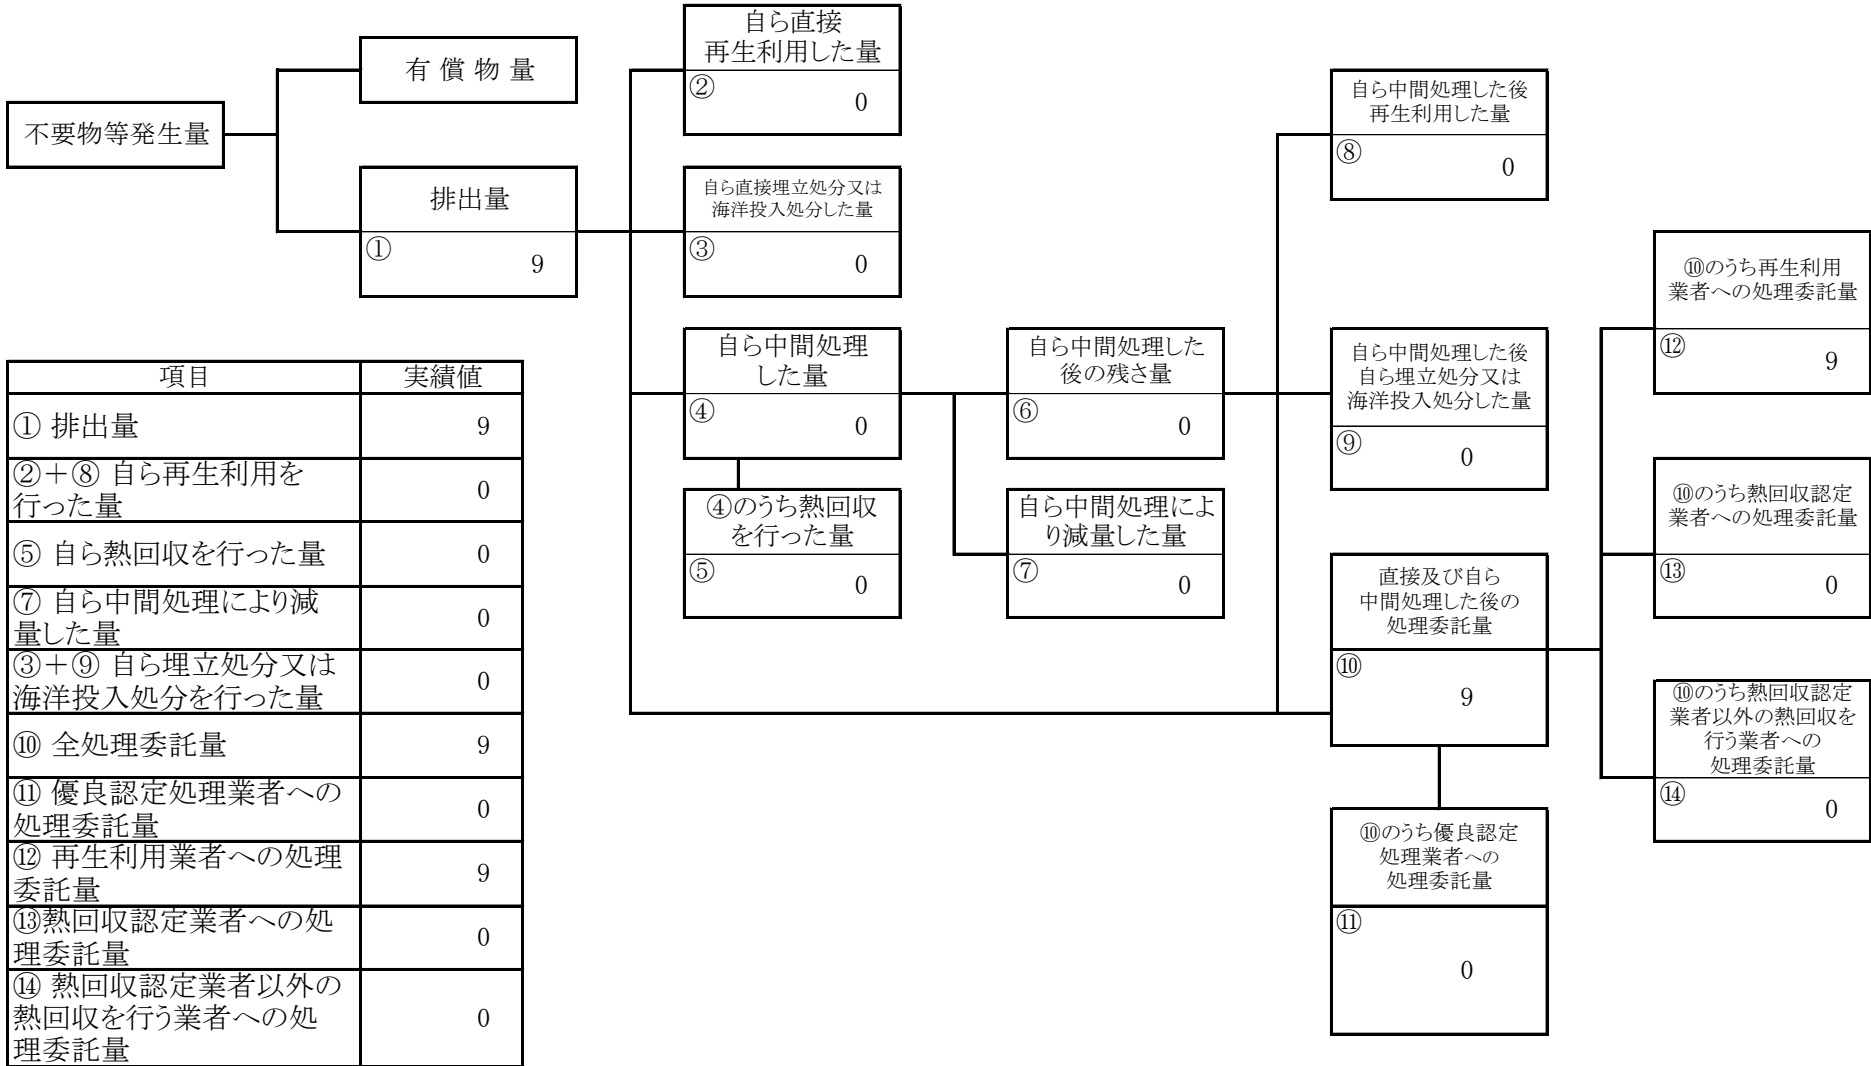 不要物等発生量
有 償 物 量
排出量
①
9
自ら直接
再生利用した量
②
0
自ら直接埋立処分又は
海洋投入処分した量
③
0
自ら中間処理
した量
④
0
④のうち熱回収
を行った量
⑤
0
自ら中間処理した
後の残さ量
⑥
0
自ら中間処理によ
り減量した量
⑦
0
自ら中間処理した後
再生利用した量
⑧
0
自ら中間処理した後
自ら埋立処分又は
海洋投入処分した量
⑨
0
直接及び自ら
中間処理した後の
処理委託量
⑩
9
⑩のうち優良認定
処理業者への
処理委託量
⑪
0
⑩のうち再生利用
業者への処理委託量
⑫
9
⑩のうち熱回収認定
業者への処理委託量
⑬
0
⑩のうち熱回収認定
業者以外の熱回収を
行う業者への
処理委託量
⑭
0
項目 実績値
① 排出量 9
②+⑧ 自ら再生利用を
行った量 0
⑤ 自ら熱回収を行った量 0
⑦ 自ら中間処理により減
量した量 0
③+⑨ 自ら埋立処分又は
海洋投入処分を行った量 0
⑩ 全処理委託量 9
⑪ 優良認定処理業者への
処理委託量 0
⑫ 再生利用業者への処理
委託量 9
⑬熱回収認定業者への処
理委託量 0
⑭ 熱回収認定業者以外の
熱回収を行う業者への処
理委託量 0